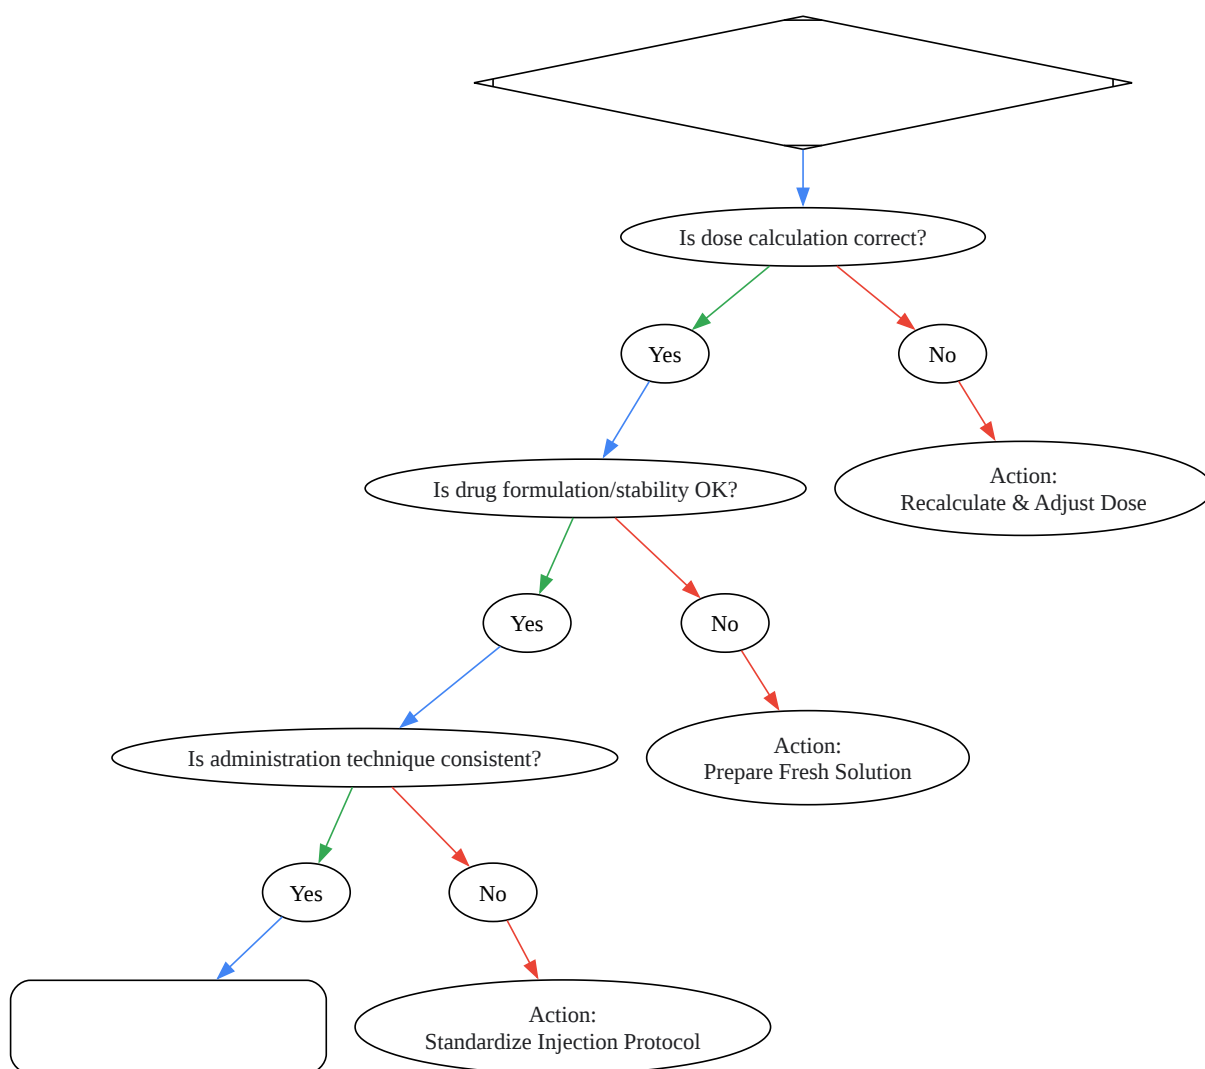 Is dose calculation correct?
Yes
No
Is drug formulation/stability OK?
Action:
Recalculate & Adjust Dose
Yes
No
Is administration technique consistent?
Action:
Prepare Fresh Solution
Yes
No
Action:
Standardize Injection Protocol